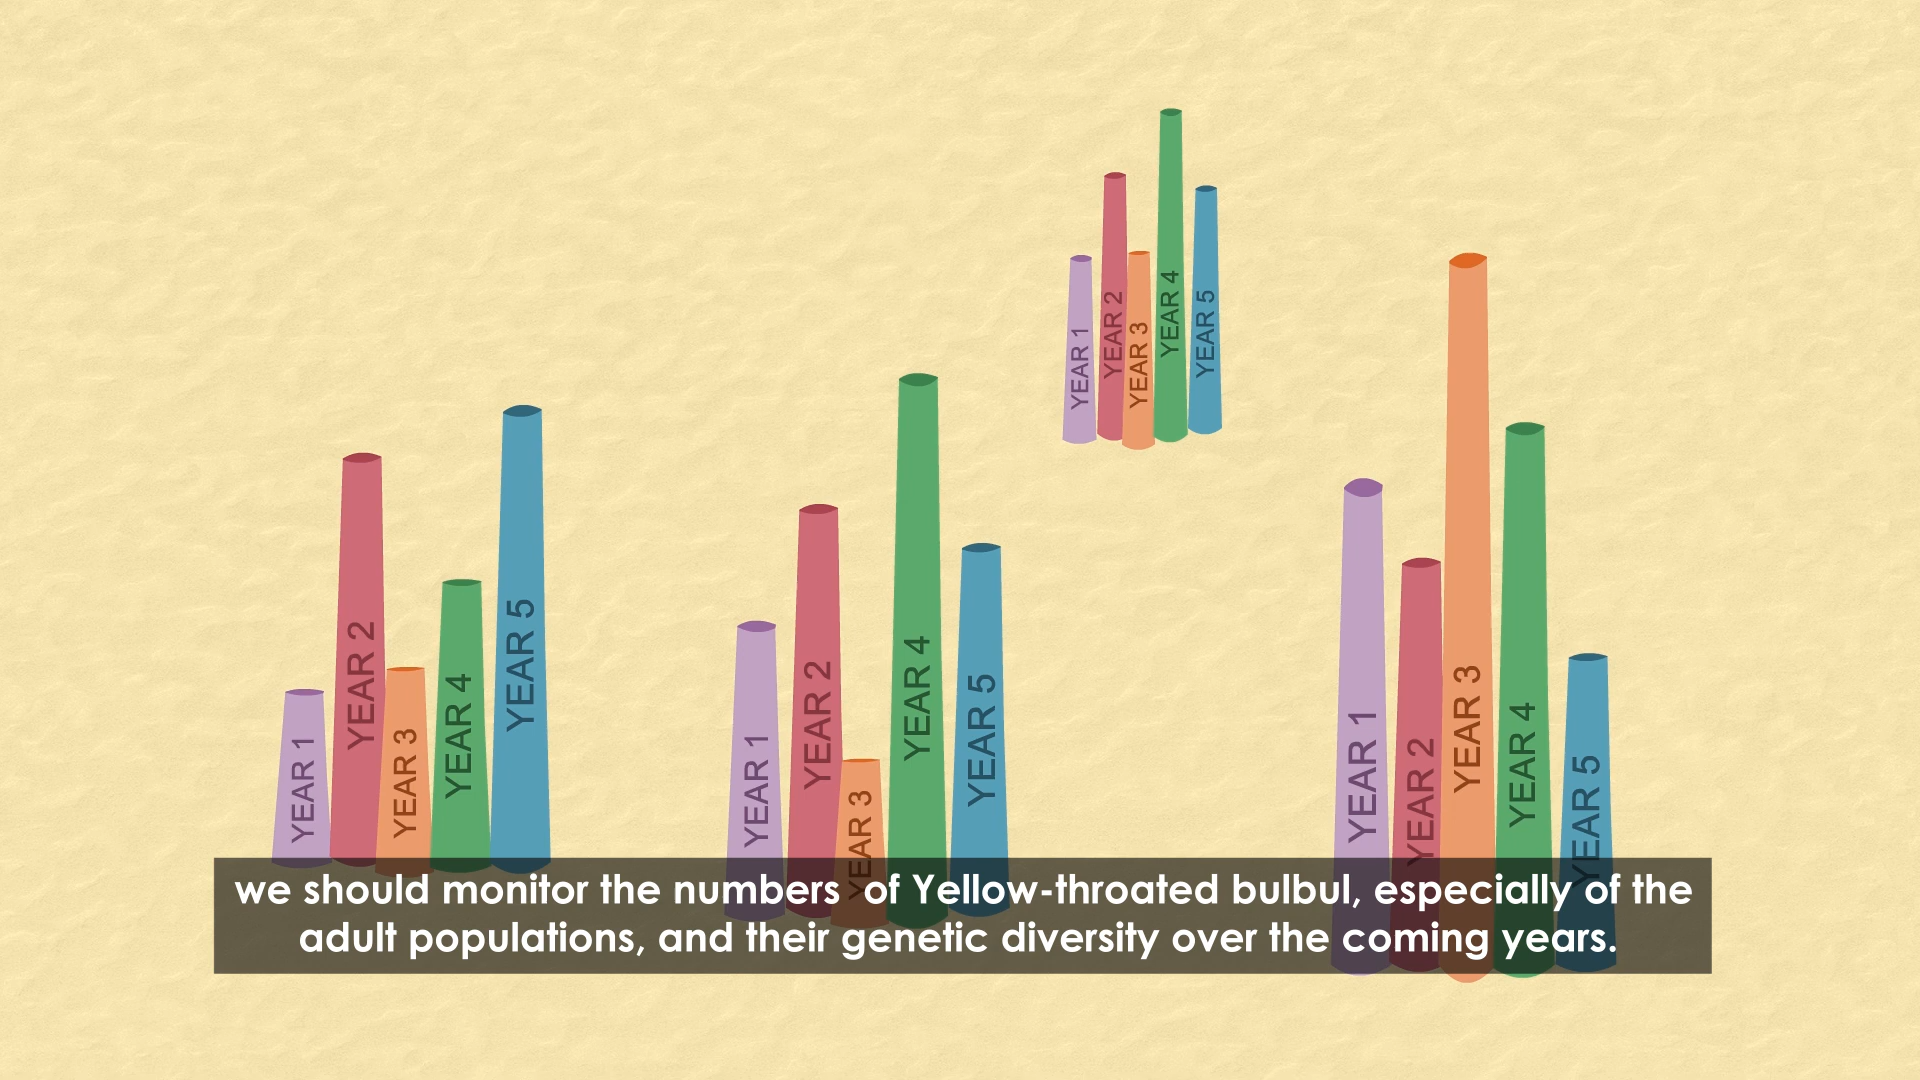 YEAR 1
YEAR 2
YEAR 3
YEAR 4
YEAR 5
YEAR 1
YEAR 2
YEAR 3
YEAR 4
YEAR 5
YEAR 1
YEAR 2
YEAR 3
YEAR 4
YEAR 5
YEAR 1
YEAR 2
YEAR 3
YEAR 4
YEAR 5
we should monitor the numbers  of Yellow-throated bulbul, especially of the
adult populations, and their genetic diversity over the coming years.